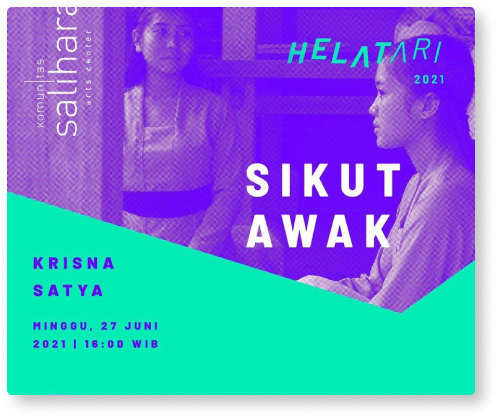 komunitas
salihara
arts center
HELATARI
2021
SIKUT
AWAK
KRISNA
SATYA
MINGGU, 27 JUNI
2021 | 16:00 WIB